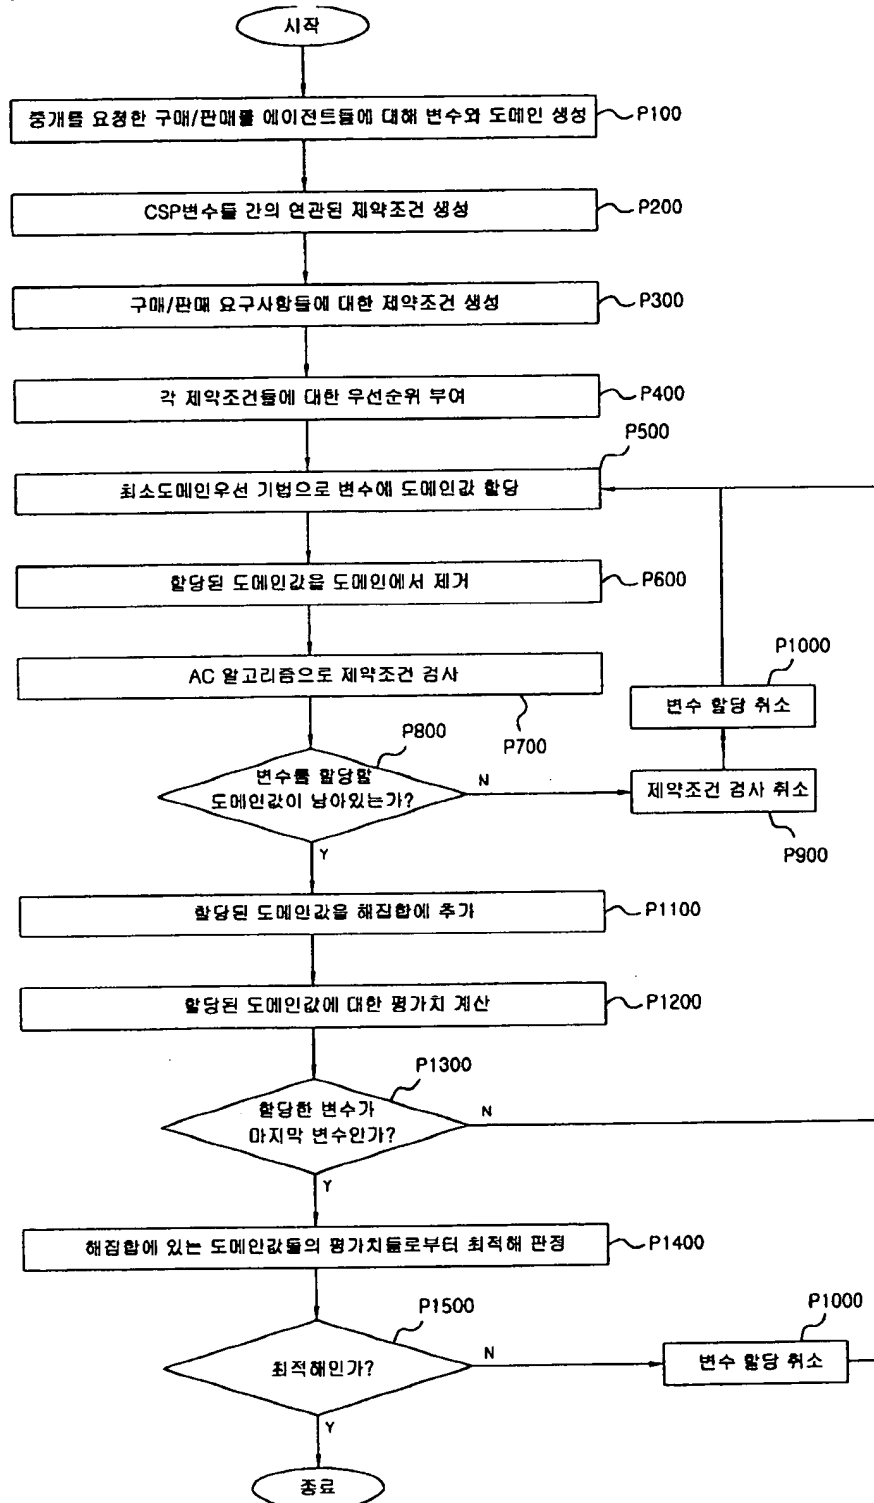 시작
중개를 요청한 구매/판매를 에이전트들에 대해 변수와 도메인 생성
P100
CSP변수들 간의 연관된 제약조건 생성
P200
구매/판매 요구사항들에 대한 제약조건 생성
P300
각 제약조건들에 대한 우선순위 부여
P400
P500
최소도메인우선 기법으로 변수에 도메인값 할당
할당된 도메인값을 도메인에서 제거
P600
AC 알고리즘으로 제약조건 검사
P700
P1000
변수 할당 취소
P800
변수를 할당할
도메인값이 남아있는가?
N
제약조건 검사 취소
P900
Y
할당된 도메인값을 해집합에 추가
P1100
할당된 도메인값에 대한 평가치 계산
P1200
P1300
할당한 변수가
마지막 변수인가?
N
Y
해집합에 있는 도메인값들의 평가치들로부터 최적해 판정
P1400
P1500
최적해인가?
N
P1000
변수 할당 취소
Y
종료